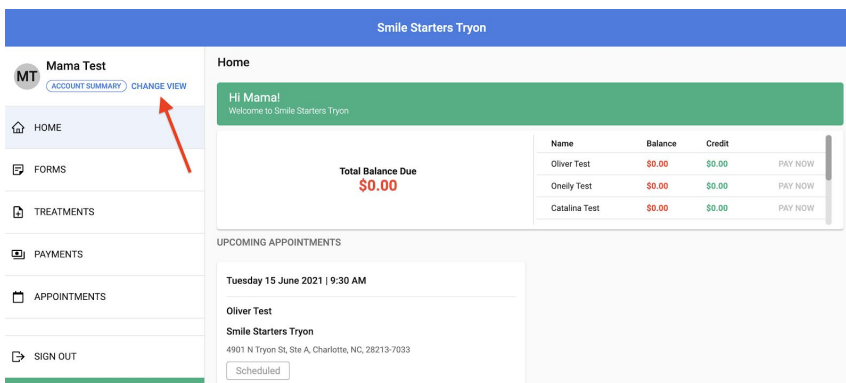 Smile Starters Tryon
MT
Mama Test
ACCOUNT SUMMARY CHANGE VIEW
HOME
FORMS
TREATMENTS
PAYMENTS
APPOINTMENTS
SIGN OUT
Home
Hi Mama!
Welcome to Smile Starters Tryon
Total Balance Due
$0.00
Name Balance Credit
Oliver Test $0.00 $0.00 PAY NOW
Oneily Test $0.00 $0.00 PAY NOW
Catalina Test $0.00 $0.00 PAY NOW
UPCOMING APPOINTMENTS
Tuesday 15 June 2021 | 9:30 AM
Oliver Test
Smile Starters Tryon
4901 N Tryon St, Ste A, Charlotte, NC, 28213-7033
Scheduled